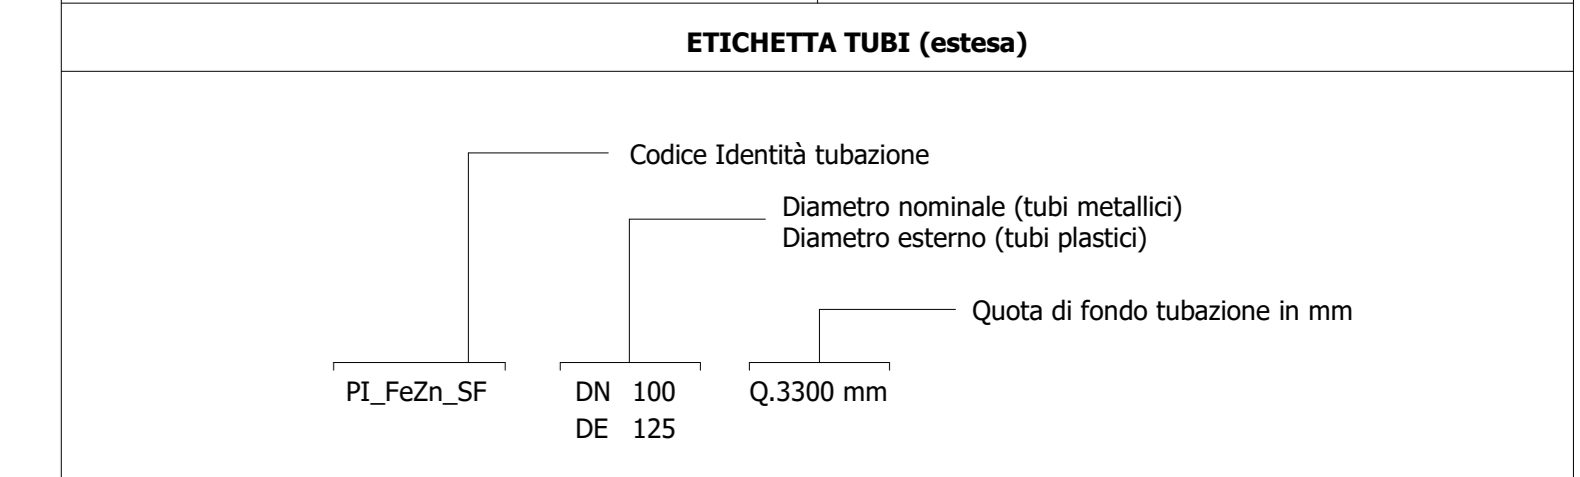 ETICHETTA TUBI (estesa)
Codice Identità tubazione
Diametro nominale (tubi metallici)
Diametro esterno (tubi plastici)
Quota di fondo tubazione in mm
PI_FeZn_SF DN 100 Q.3300 mm
DE 125